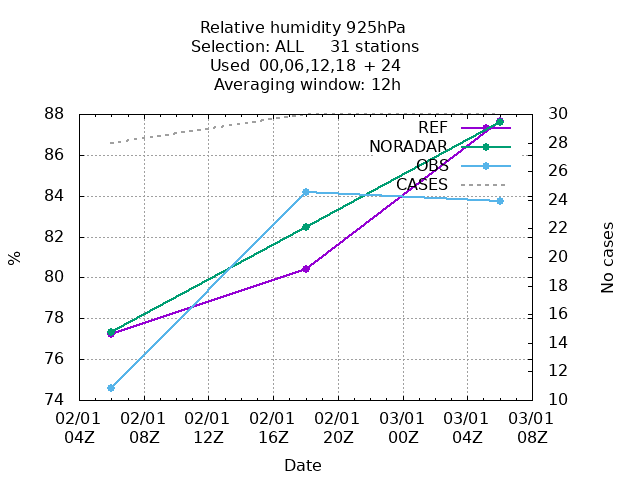 Relative humidity 925hPa
Selection: ALL 31 stations
Used 00,06,12,18 + 24
Averaging window: 12h
88
86
84
82
80
78
76
74
%
30
28
26
24
22
20
18
16
14
12
10
No cases
REF
NORADAR
OBS
CASES
02/01 02/01 02/01 02/01 02/01 03/01 03/01 03/01
04Z 08Z 12Z 16Z 20Z 00Z 04Z 08Z
Date